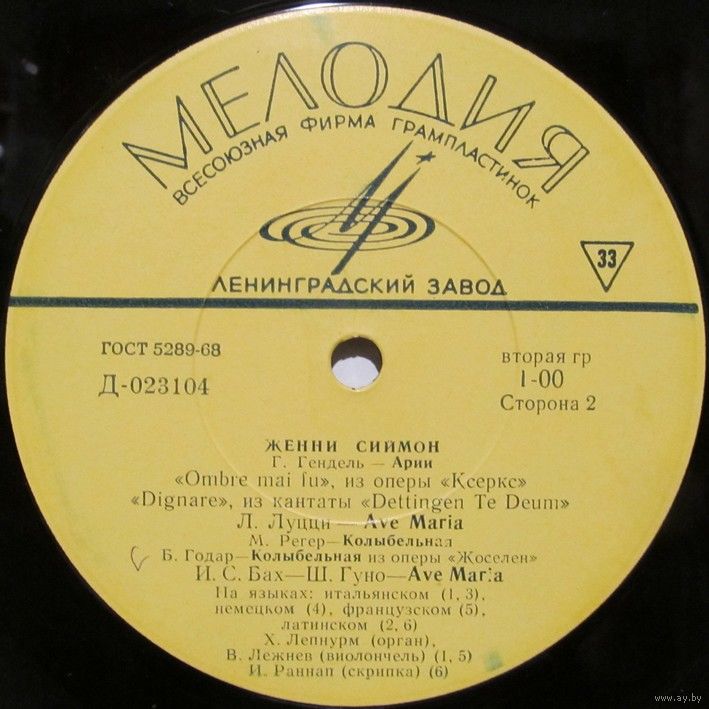 МЕЛОДИЯ
ВСЕСОЮЗНАЯ ФИРМА ГРАМПЛАСТИНОК
33
ЛЕНИНГРАДСКИЙ ЗАВОД
ГОСТ 5289-68
вторая гр
Д-023104
1-00
Сторона 2
ЖЕННИ СИЙМОН
Г. Гендель — Арии
«Ombre mai fu», из оперы «Ксеркс»
«Dignare», из кантаты «Dettingen Te Deum»
Л. Луцци — Ave Maria
М. Регер — Колыбельная
Б. Годар — Колыбельная из оперы «Жоселен»
И. С. Бах — Ш. Гуно — Ave Maria
На языках: итальянском (1, 3),
немецком (4), французском (5),
латинском (2, 6)
Х. Лепнурм (орган),
В. Лежнев (виолончель) (1, 5)
И. Раннап (скрипка) (6)
www.ay.by